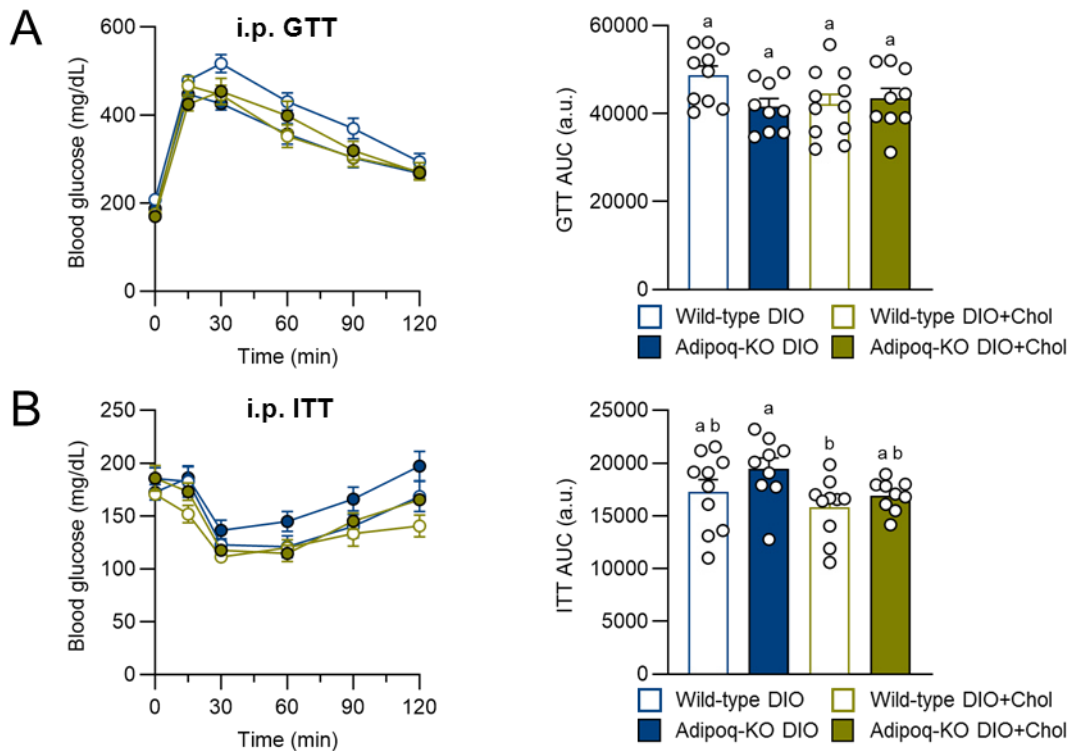 A
i.p. GTT
Blood glucose (mg/dL)
600
400
200
0
0 30 60 90 120
Time (min)
GTT AUC (a.u.)
60000
40000
20000
0
a a a a
Wild-type DIO Wild-type DIO+Chol
Adipoq-KO DIO Adipoq-KO DIO+Chol
B
i.p. ITT
Blood glucose (mg/dL)
250
200
150
100
50
0
0 30 60 90 120
Time (min)
ITT AUC (a.u.)
25000
20000
15000
10000
5000
0
a b a b a b
Wild-type DIO Wild-type DIO+Chol
Adipoq-KO DIO Adipoq-KO DIO+Chol